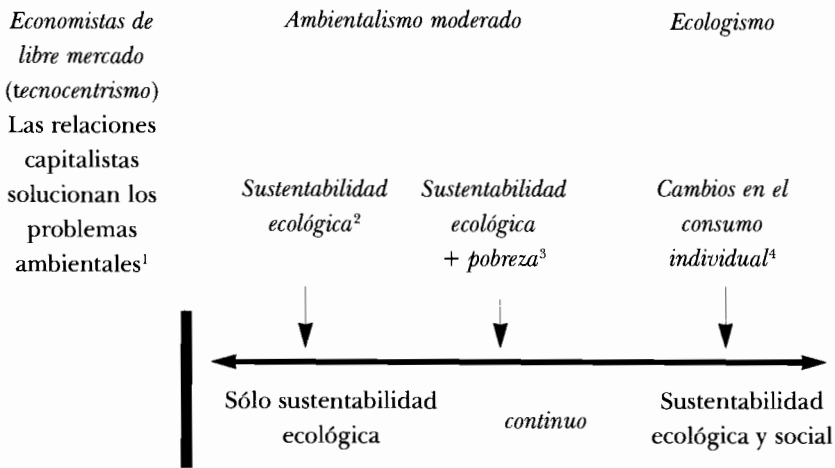 Economistas de
libre mercado
(tecnocentrismo)
Las relaciones
capitalistas
solucionan los
problemas
ambientales¹
Ambientalismo moderado
Ecologismo
Sustentabilidad
ecológica²
Sustentabilidad
ecológica
+ pobreza³
Cambios en el
consumo
individual⁴
Sólo sustentabilidad
ecológica
continuo
Sustentabilidad
ecológica y social